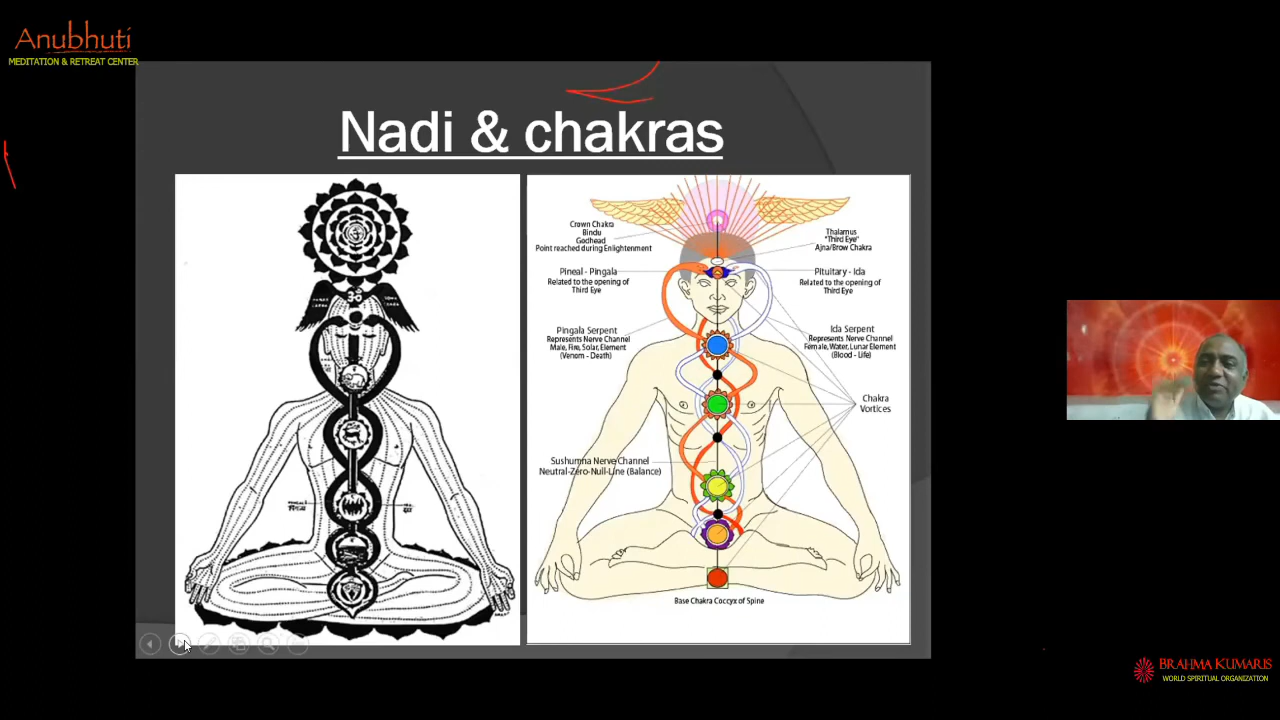 Anubhuti
MEDITATION & RETREAT CENTER
Nadi & chakras
Crown Chakra
Bindu
Godhead
Point reached during Enlightenment
Thalamus
"Third Eye"
Ajna/Brow Chakra
Pineal - Pingala
Related to the opening of
Third Eye
Pituitary - Ida
Related to the opening of
Third Eye
Pingala Serpent
Represents Nerve Channel
Male, Fire, Solar, Element
(Venom - Death)
Ida Serpent
Represents Nerve Channel
Female, Water, Lunar Element
(Blood - Life)
Chakra
Vortices
Sushumna Nerve Channel
Neutral-Zero-Null-Line (Balance)
Base Chakra Coccyx of Spine
ॐ
BRAHMA KUMARIS
WORLD SPIRITUAL ORGANIZATION